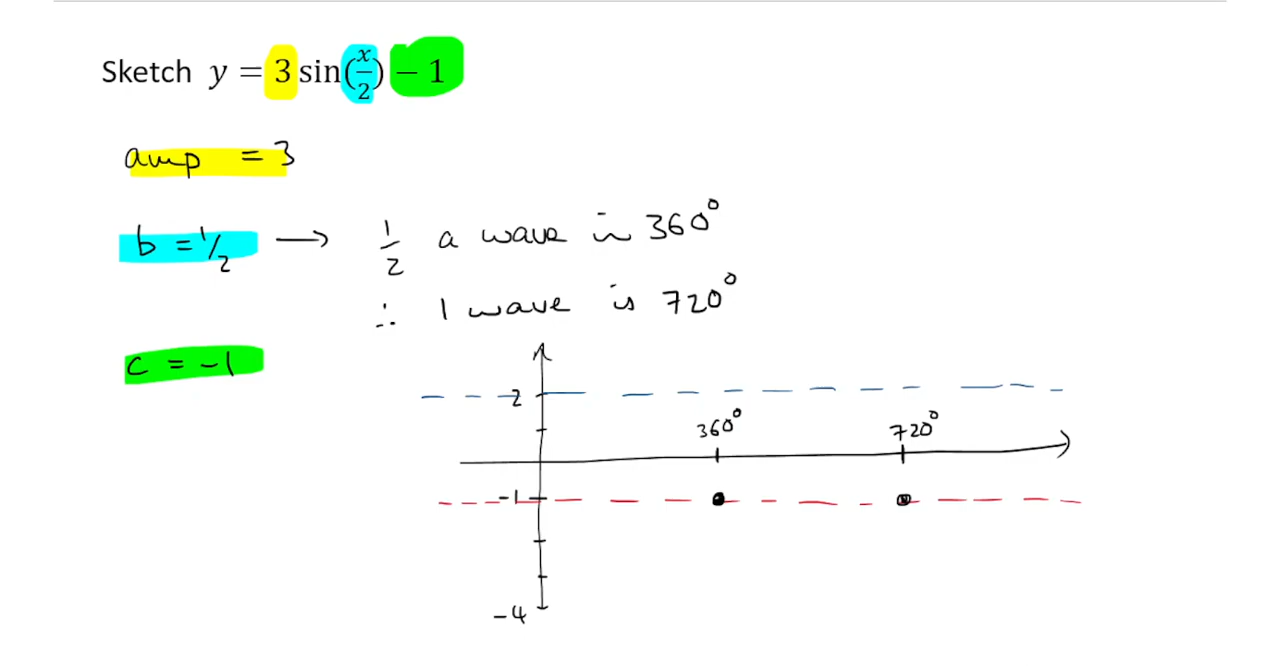 Sketch y = 3 sin(x/2) − 1
amp = 3
b = 1/2 → 1/2 a wave in 360°
∴ 1 wave is 720°
c = -1
2
360° 720°
-1
-4